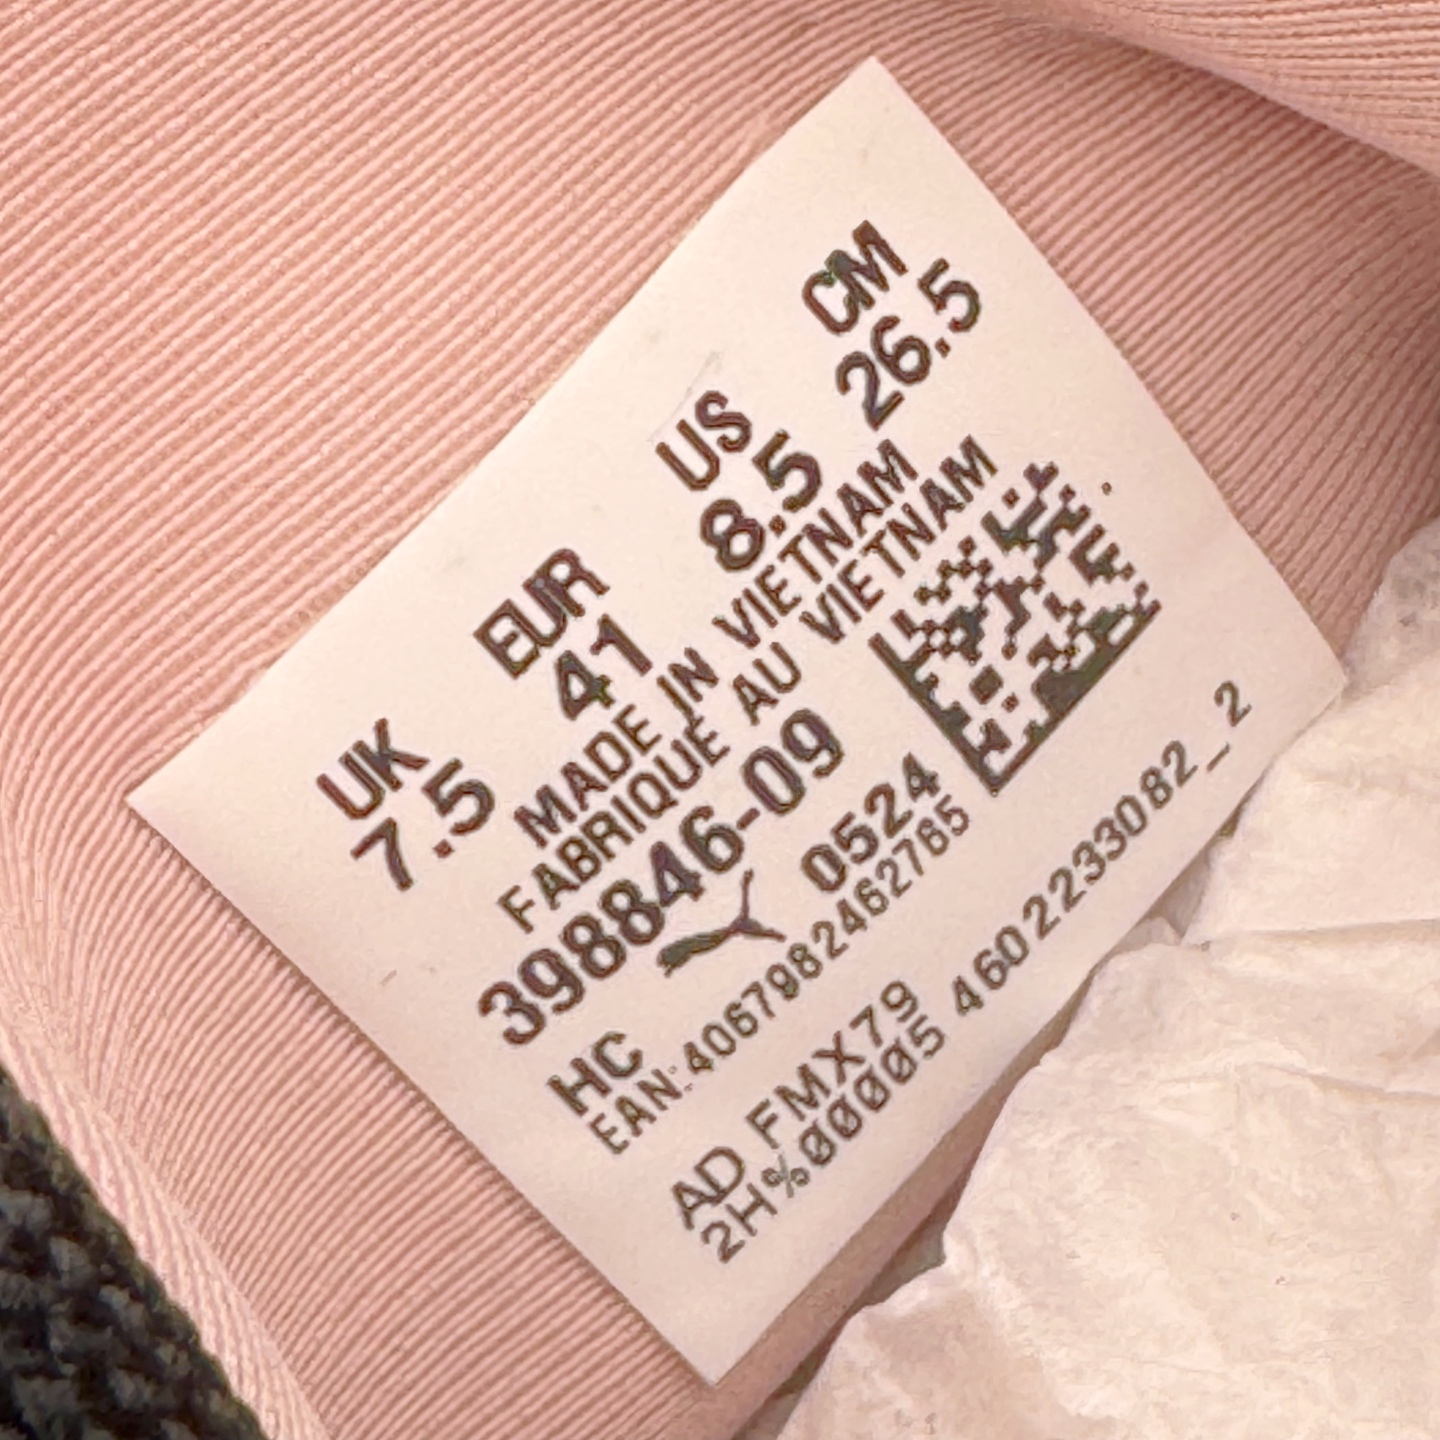 UK EUR US CM
7.5 41 8.5 26.5
MADE IN VIETNAM
FABRIQUÉ AU VIETNAM
398846-09
HC 0524
EAN:4067982462765
AD FMX79
2H%00005 4602233082_2